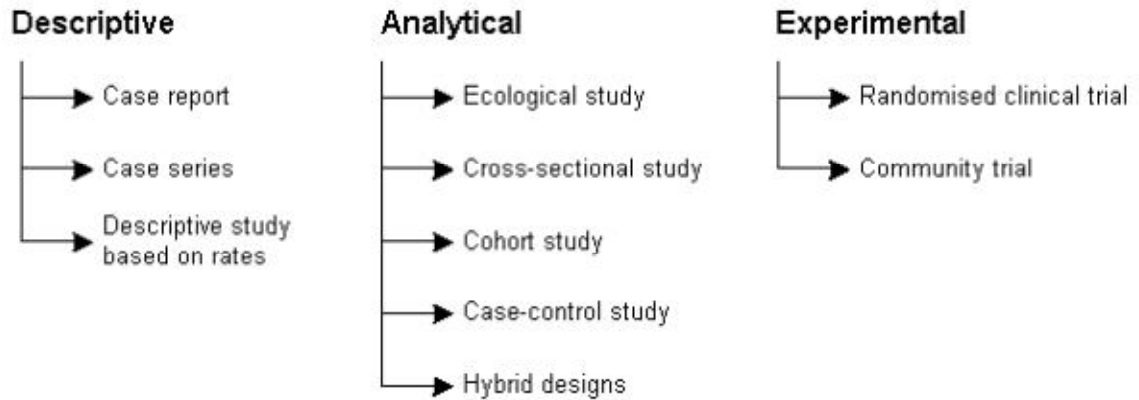 Descriptive
Case report
Case series
Descriptive study
based on rates
Analytical
Ecological study
Cross-sectional study
Cohort study
Case-control study
Hybrid designs
Experimental
Randomised clinical trial
Community trial